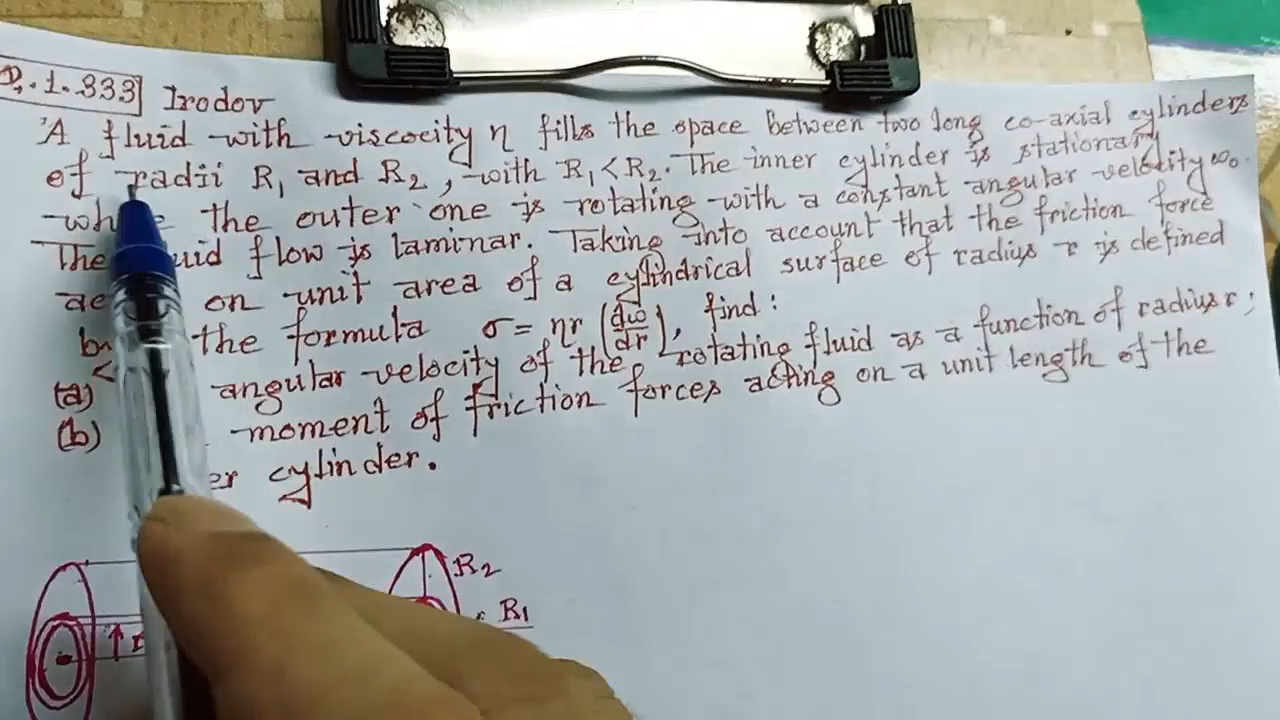 1.333 Irodov
'A fluid with viscocity η fills the space between two long co-axial cylinders
of radii R₁ and R₂, with R₁ < R₂. The inner cylinder is stationary
the outer one is rotating with a constant angular velocity ω₀.
The flow is laminar. Taking into account that the friction force
on unit area of a cylindrical surface of radius r is defined
the formula σ = ηr (dω/dr), find :
(a) angular velocity of the rotating fluid as a function of radius r ;
(b) moment of friction forces acting on a unit length of the
cylinder.
R₂
R₁